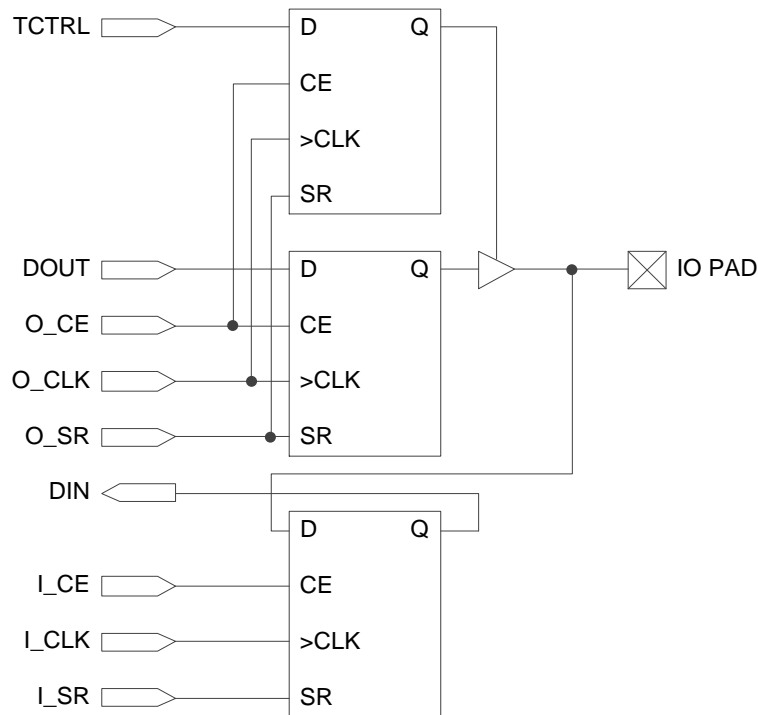 TCTRL
D Q
CE
>CLK
SR
DOUT
D Q
IO PAD
O_CE
CE
O_CLK
>CLK
O_SR
SR
DIN
D Q
I_CE
CE
I_CLK
>CLK
I_SR
SR